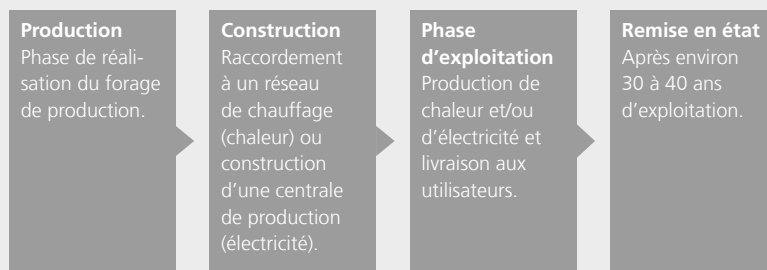 Production
Phase de réali-
sation du forage
de production.
Construction
Raccordement
à un réseau
de chauffage
(chaleur) ou
construction
d'une centrale
de production
(électricité).
Phase
d'exploitation
Production de
chaleur et/ou
d'électricité et
livraison aux
utilisateurs.
Remise en état
Après environ
30 à 40 ans
d'exploitation.